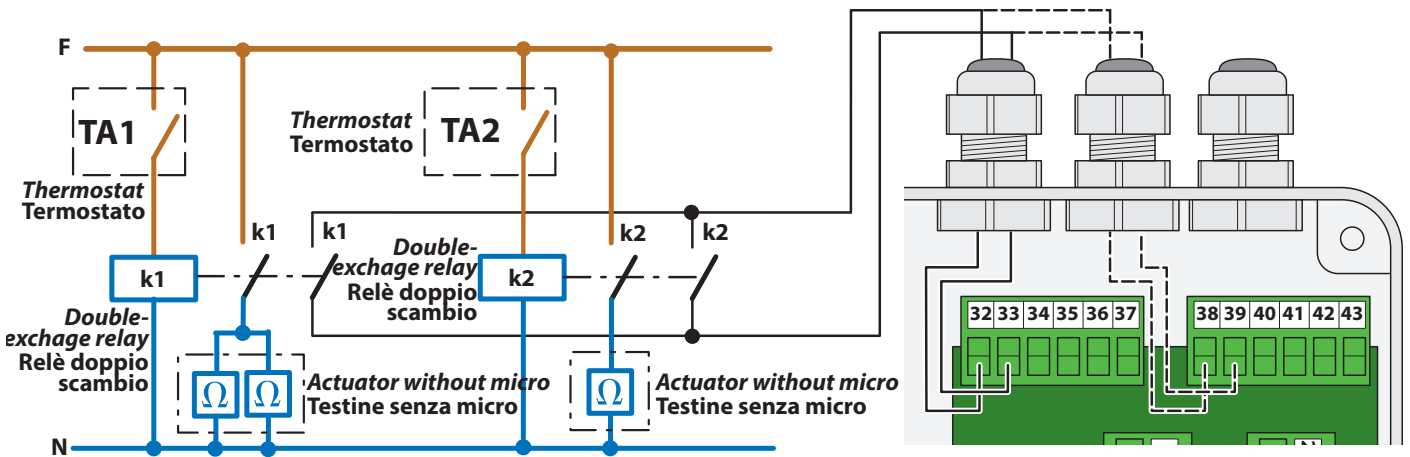 F
TA1
Thermostat
Termostato
Thermostat
Termostato
TA2
k1
k1
k1
Double-
exchage relay
Relè doppio
scambio
Double-
exchage relay
Relè doppio
scambio
k2
k2
k2
Ω Ω
Actuator without micro
Testine senza micro
Ω
Actuator without micro
Testine senza micro
N
32 33 34 35 36 37
38 39 40 41 42 43
N